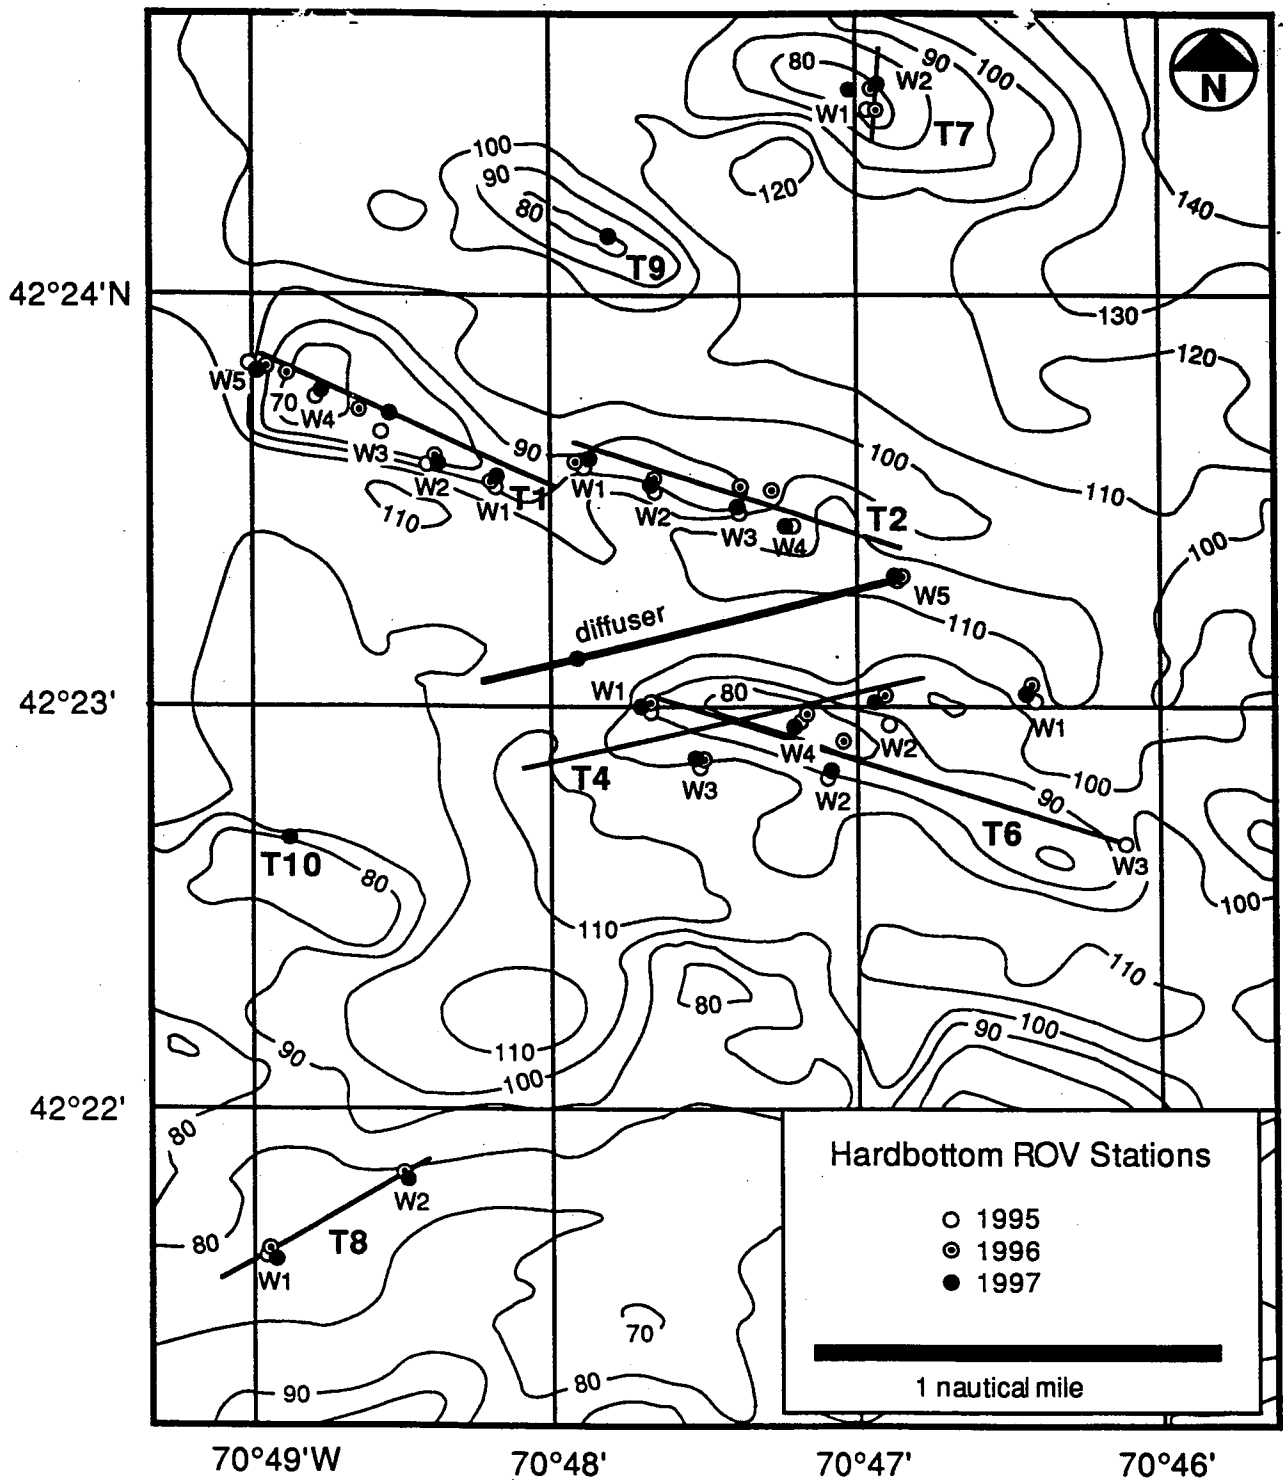 80
90
100
N
W2
W1
T7
100
90
120
140
80
T9
42°24'N
130
120
W5
70
W4
90
100
W3
W1
110
W2
T1
W1
110
W2
T2
W3
W4
100
W5
diffuser
110
W1
80
42°23'
W1
W4
W2
T4
W3
W2
100
90
T6
T10
W3
80
100
110
110
80
100
90
90
110
100
42°22'
80
Hardbottom ROV Stations
W2
1995
80
T8
1996
W1
1997
70
1 nautical mile
90
80
70°49'W
70°48'
70°47'
70°46'